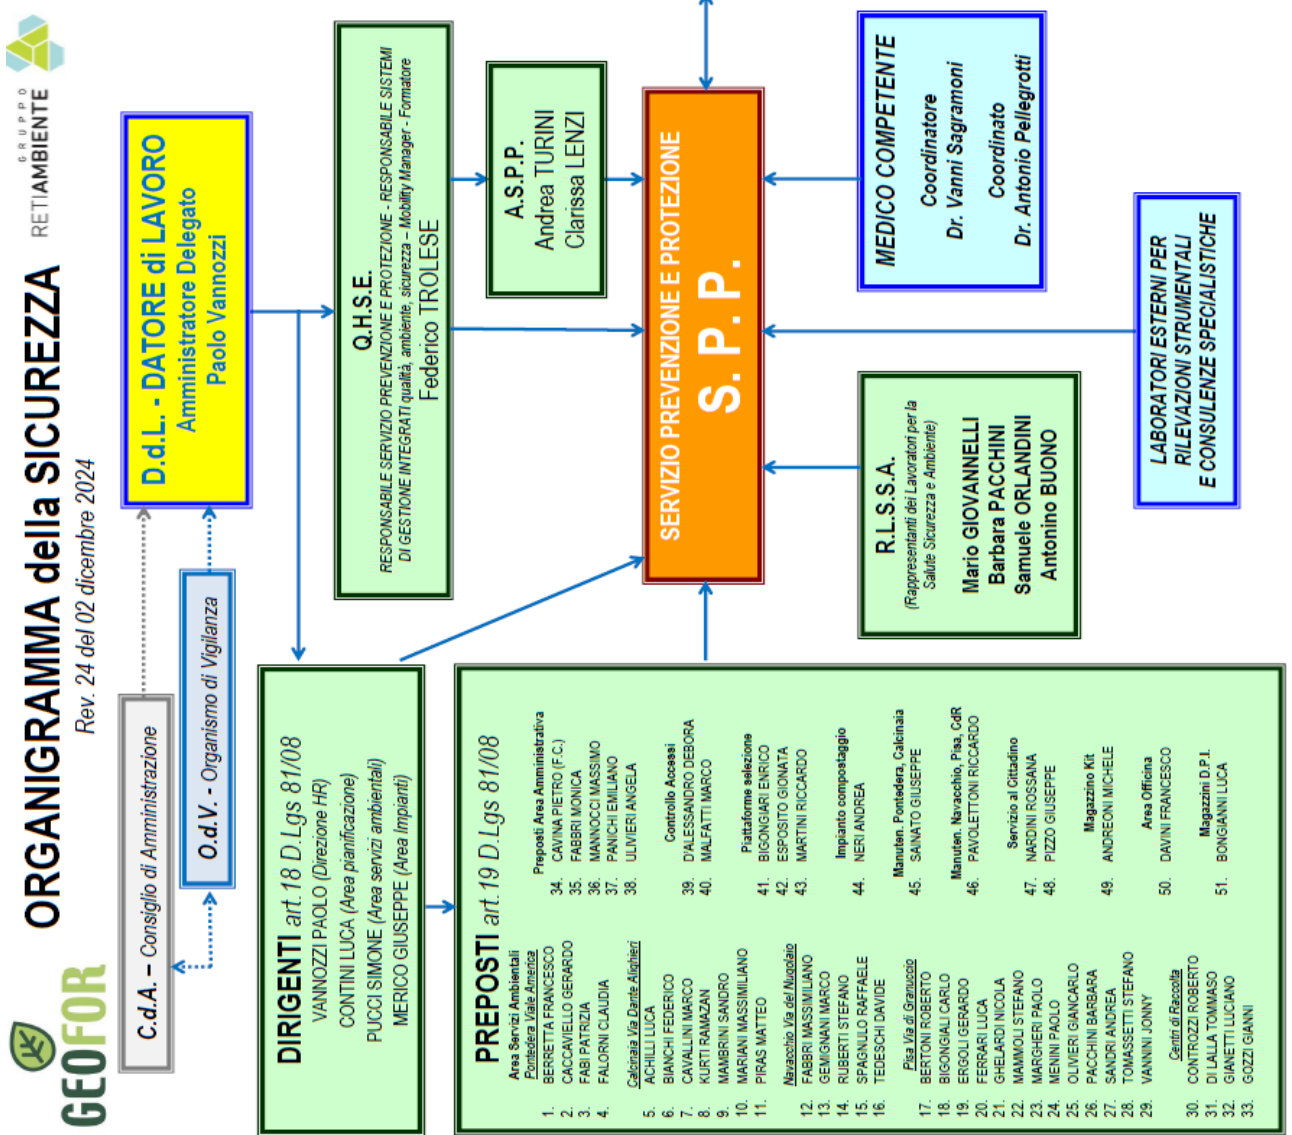 GEOFOR
ORGANIGRAMMA della SICUREZZA
Rev. 24 del 02 dicembre 2024
GRUPPO
RETIAMBIENTE
C.d.A. – Consiglio di Amministrazione
O.d.V. - Organismo di Vigilanza
D.d.L. - DATORE di LAVORO
Amministratore Delegato
Paolo Vannozzi
DIRIGENTI art.18 D.Lgs 81/08
VANNOZZI PAOLO (Direzione HR)
CONTINI LUCA (Area pianificazione)
PUCCI SIMONE (Area servizi ambientali)
MERICO GIUSEPPE (Area Impianti)
Q.H.S.E.
RESPONSABILE SERVIZIO PREVENZIONE E PROTEZIONE - RESPONSABILE SISTEMI
DI GESTIONE INTEGRATI qualità, ambiente, sicurezza – Mobility Manager - Formatore
Federico TROLESE
A.S.P.P.
Andrea TURINI
Clarissa LENZI
PREPOSTI art.19 D.Lgs 81/08
Area Servizi Ambientali
Pontedera Viale America
1. BERRETTA FRANCESCO
2. CACCAVIELLO GERARDO
3. FABI PATRIZIA
4. FALORNI CLAUDIA
Calcinaia Via Dante Alighieri
5. ACHILLI LUCA
6. BIANCHI FEDERICO
7. CAVALLINI MARCO
8. KURTI RAMAZAN
9. MAMBRINI SANDRO
10. MARIANI MASSIMILIANO
11. PIRAS MATTEO
Navacchio Via del Nugolaio
12. FABBRI MASSIMILIANO
13. GEMIGNANI MARCO
14. RUBERTI STEFANO
15. SPAGNULO RAFFAELE
16. TEDESCHI DAVIDE
Pisa Via di Granuccio
17. BERTONI ROBERTO
18. BIGONGIALI CARLO
19. ERGOLI GERARDO
20. FERRARI LUCA
21. GHELARDI NICOLA
22. MAMMOLI STEFANO
23. MARGHERI PAOLO
24. MENINI PAOLO
25. OLIVIERI GIANCARLO
26. PACCHINI BARBARA
27. SANDRI ANDREA
28. TOMASSETTI STEFANO
29. VANNINI JONNY
Centri di Raccolta
30. CONTROZZI ROBERTO
31. DI LALLA TOMMASO
32. GIANETTI LUCIANO
33. GOZZI GIANNI
Preposti Area Amministrativa
34. CAVINA PIETRO (F.C.)
35. FABBRI MONICA
36. MANNOCCI MASSIMO
37. PANICHI EMILIANO
38. ULIVIERI ANGELA
Controllo Accessi
39. D'ALESSANDRO DEBORA
40. MALFATTI MARCO
Piattaforme selezione
41. BIGONGIARI ENRICO
42. ESPOSITO GIONATA
43. MARTINI RICCARDO
Impianto compostaggio
44. NERI ANDREA
Manuten. Pontedera, Calcinaia
45. SAINATO GIUSEPPE
Manuten. Navacchio, Pisa, CdR
46. PAVOLETTONI RICCARDO
Servizio al Cittadino
47. NARDINI ROSSANA
48. PIZZO GIUSEPPE
Magazzino Kit
49. ANDREONI MICHELE
Area Officina
50. DAVINI FRANCESCO
Magazzini D.P.I.
51. BONGIANNI LUCA
SERVIZIO PREVENZIONE E PROTEZIONE
S. P. P.
R.L.S.S.A.
(Rappresentanti dei Lavoratori per la
Salute Sicurezza e Ambiente)
Mario GIOVANNELLI
Barbara PACCHINI
Samuele ORLANDINI
Antonino BUONO
MEDICO COMPETENTE
Coordinatore
Dr. Vanni Sagramoni
Coordinato
Dr. Antonio Pellegrotti
LABORATORI ESTERNI PER
RILEVAZIONI STRUMENTALI
E CONSULENZE SPECIALISTICHE